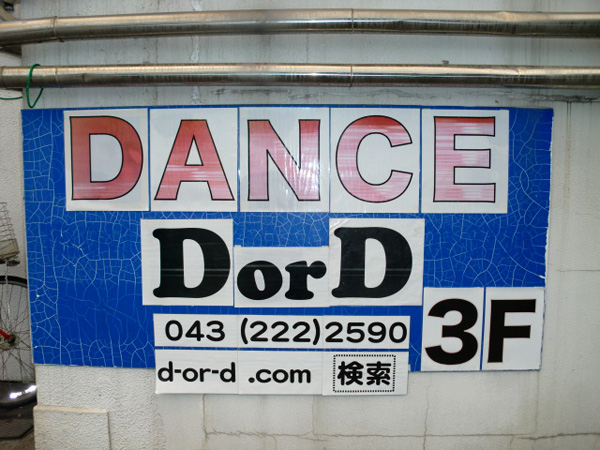 DANCE
DorD
043 (222)2590
3F
d-or-d .com 検索